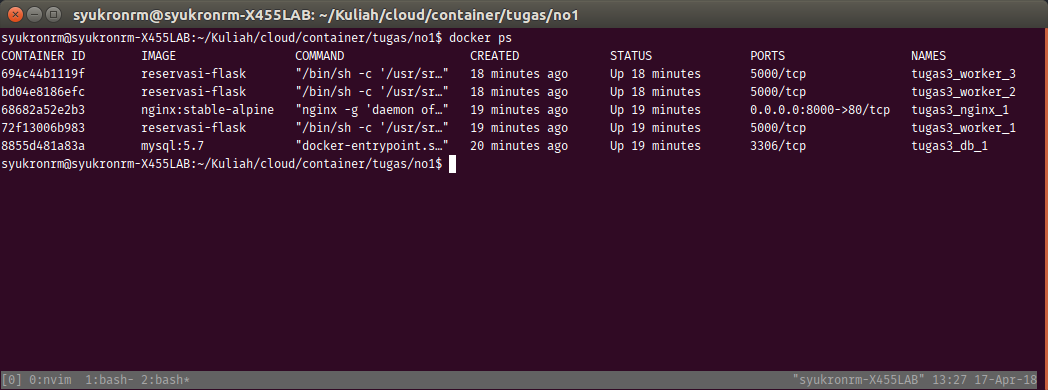 syukronrm@syukronrm-X455LAB: ~/Kuliah/cloud/container/tugas/no1
syukronrm@syukronrm-X455LAB:~/Kuliah/cloud/container/tugas/no1$ docker ps
CONTAINER ID        IMAGE                 COMMAND                  CREATED             STATUS              PORTS                  NAMES
694c44b1119f        reservasi-flask       "/bin/sh -c '/usr/sr…"   18 minutes ago      Up 18 minutes       5000/tcp               tugas3_worker_3
bd04e8186efc        reservasi-flask       "/bin/sh -c '/usr/sr…"   18 minutes ago      Up 18 minutes       5000/tcp               tugas3_worker_2
68682a52e2b3        nginx:stable-alpine   "nginx -g 'daemon of…"   19 minutes ago      Up 19 minutes       0.0.0.0:8000->80/tcp   tugas3_nginx_1
72f13006b983        reservasi-flask       "/bin/sh -c '/usr/sr…"   19 minutes ago      Up 19 minutes       5000/tcp               tugas3_worker_1
8855d481a83a        mysql:5.7             "docker-entrypoint.s…"   20 minutes ago      Up 19 minutes       3306/tcp               tugas3_db_1
syukronrm@syukronrm-X455LAB:~/Kuliah/cloud/container/tugas/no1$
[0] 0:nvim  1:bash- 2:bash*    "syukronrm-X455LAB" 13:27 17-Apr-18